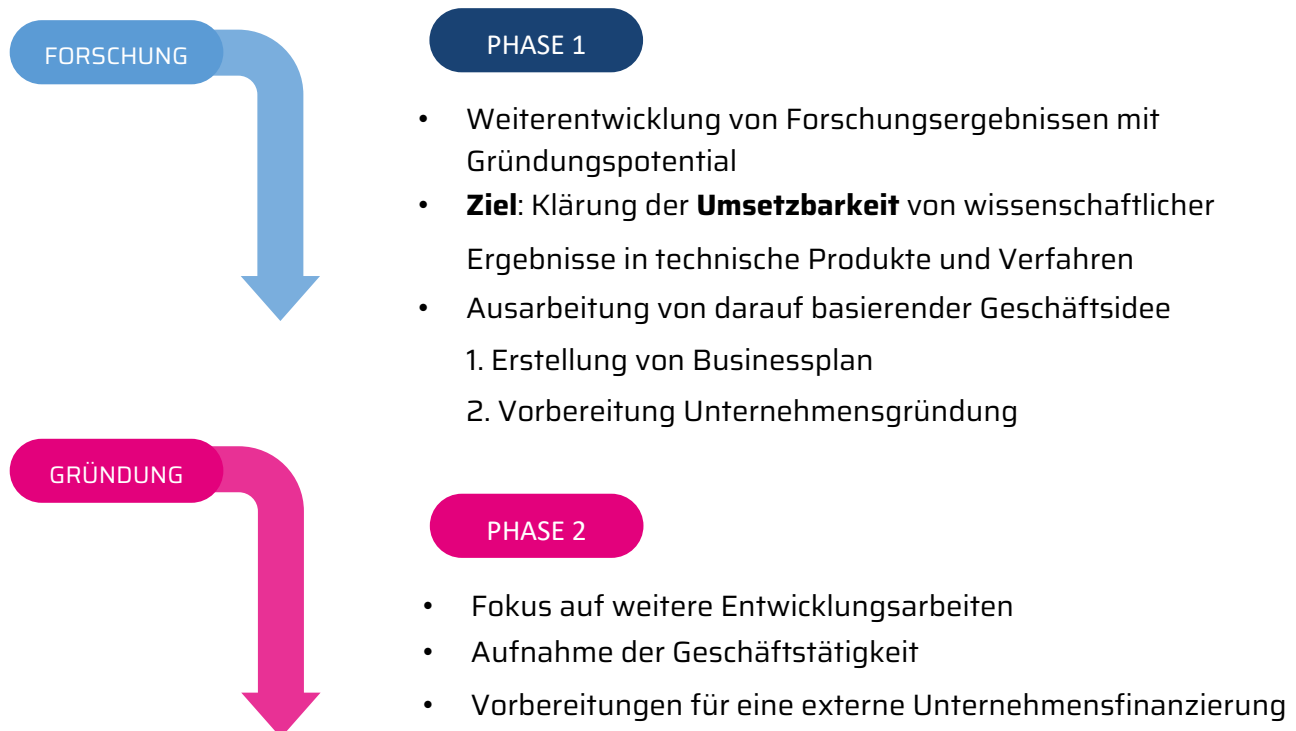 FORSCHUNG
PHASE 1
• Weiterentwicklung von Forschungsergebnissen mit
Gründungspotential
• Ziel: Klärung der Umsetzbarkeit von wissenschaftlicher
Ergebnisse in technische Produkte und Verfahren
• Ausarbeitung von darauf basierender Geschäftsidee
1. Erstellung von Businessplan
2. Vorbereitung Unternehmensgründung
GRÜNDUNG
PHASE 2
• Fokus auf weitere Entwicklungsarbeiten
• Aufnahme der Geschäftstätigkeit
• Vorbereitungen für eine externe Unternehmensfinanzierung